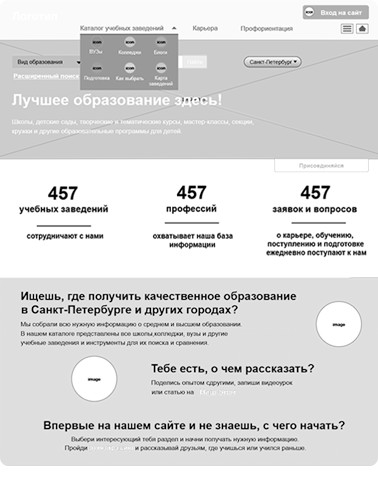 Вход на сайт
Каталог учебных заведений
Карьера
Профориентация
ВУЗы
Колледжи
Блоги
Подготовка
Как выбрать
Карта
заведений
Вид образования
Санкт-Петербург
Расширенный поиск
Лучшее образование здесь!
Школы, детские сады, творческие и тематические курсы, мастер-классы, секции,
кружки и другие образовательные программы для детей.
Присоединяйся
457
учебных заведений
сотрудничают с нами
457
профессий
охватывает наша база
информации
457
заявок и вопросов
о карьере, обучению,
поступлению и подготовке
ежедневно поступают к нам
Ищешь, где получить качественное образование
в Санкт-Петербурге и других городах?
Мы собрали всю нужную информацию о среднем и высшем образовании.
В нашем каталоге представлены все школы,колледжи, вузы и другие
учебные заведения и инструменты для их поиска и сравнения.
Image
Image
Тебе есть, о чем рассказать?
Поделись опытом сдругими, запиши видеоурок
или статью на
Впервые на нашем сайте и не знаешь, с чего начать?
Выбери интересующий тебя раздел и начни получать нужную информацию.
Пройди
и рассказывай друзьям, где учишься или учился раньше.